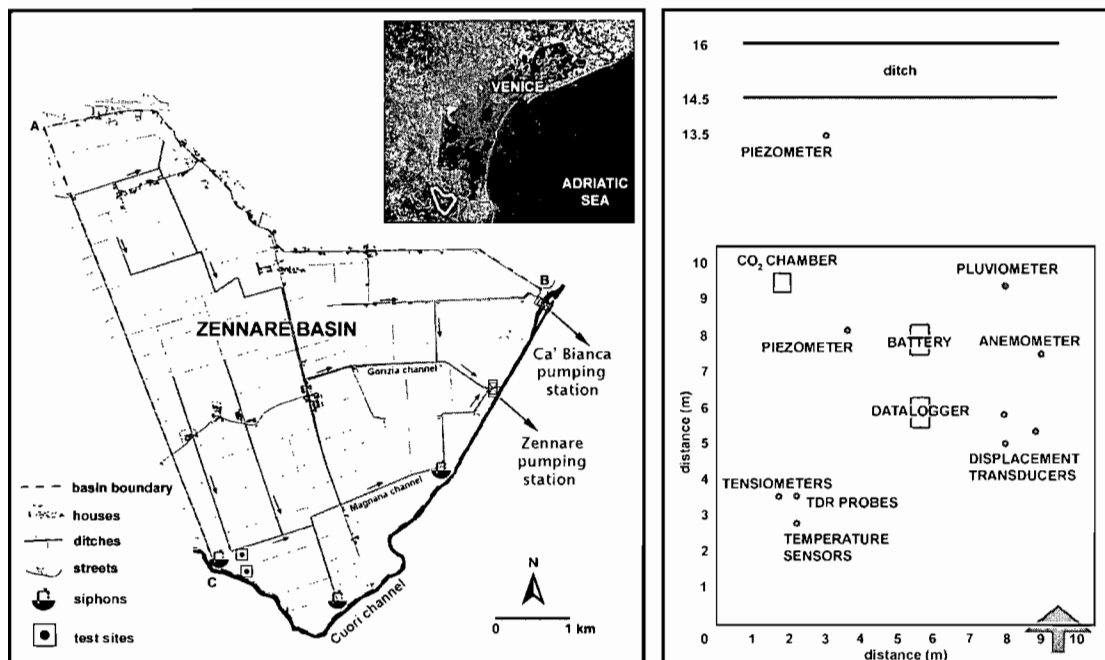 VENICE
ADRIATIC
SEA
A
B
ZENNARE BASIN
Ca' Bianca
pumping
station
Gorizia channel
Zennare
pumping
station
Magnana channel
C
Cuori channel
basin boundary
houses
ditches
streets
siphons
test sites
N
0 1 km
16
ditch
14.5
13.5
PIEZOMETER
10
CO₂ CHAMBER
PLUVIOMETER
9
8
PIEZOMETER
BATTERY
ANEMOMETER
7
6
DATALOGGER
distance (m)
5
DISPLACEMENT
TRANSDUCERS
4
TENSIOMETERS
3
TDR PROBES
TEMPERATURE
SENSORS
2
1
0 1 2 3 4 5 6 7 8 9 10
distance (m)